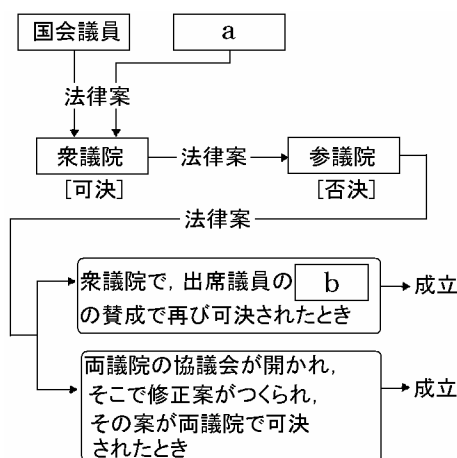 国会議員
a
法律案
衆議院
法律案
参議院
[可決]
[否決]
法律案
衆議院で,出席議員の b
の賛成で再び可決されたとき
成立
両議院の協議会が開かれ,
そこで修正案がつくられ,
その案が両議院で可決
されたとき
成立